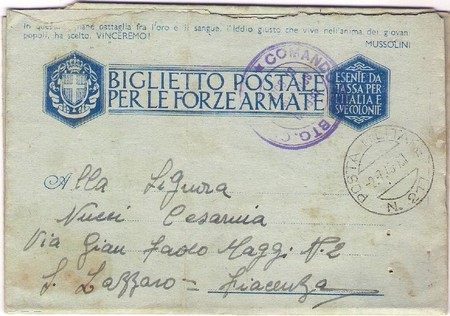 In questa immane battaglia fra l'oro e il sangue, l'Iddio giusto che vive nell'anima dei giovani
popoli, ha scelto. VINCEREMO!
MUSSOLINI
BIGLIETTO POSTALE
PER LE FORZE ARMATE
ESENTE DA
TASSA PER
L'ITALIA E
SUE COLONIE
COMANDO
BTG.
POSTA MILITARE
N.
Alla Signora
Nucci Cesarina
Via Gian Paolo Maggi N. 2
S. Lazzaro = Piacenza